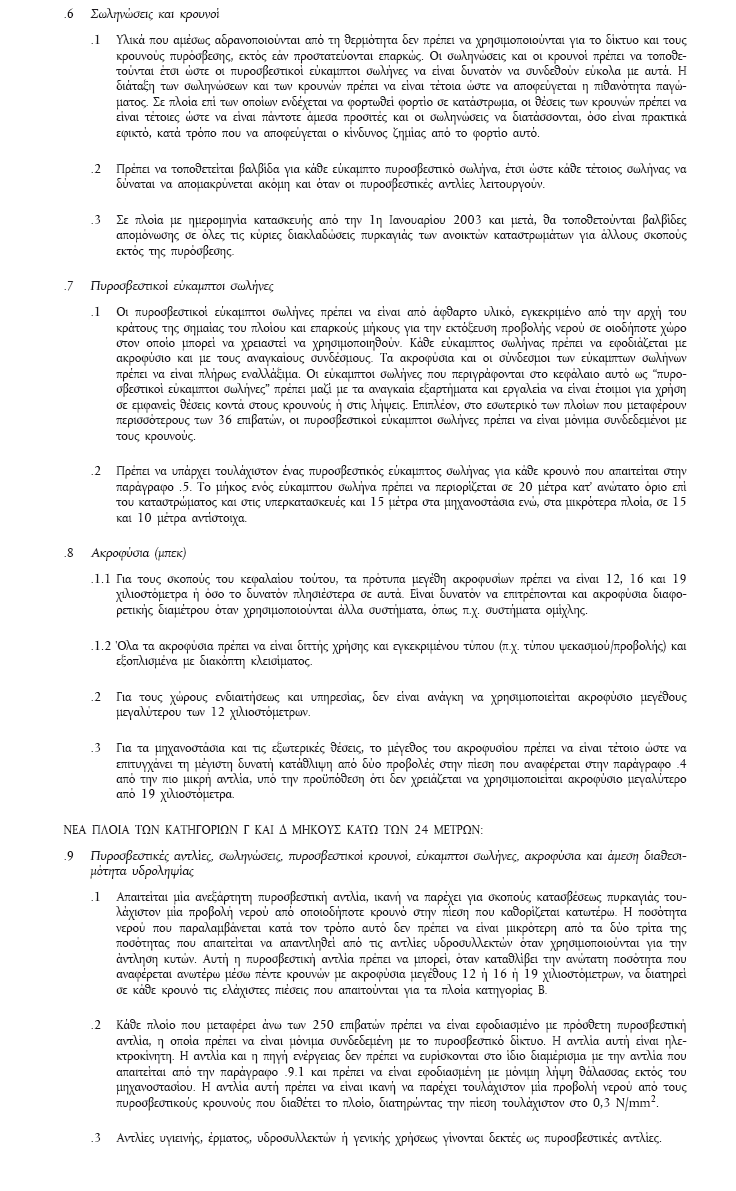 .6 Σωληνώσεις και κρουνοί
.1 Υλικά που αμέσως αδρανοποιούνται από τη θερμότητα δεν πρέπει να χρησιμοποιούνται για το δίκτυο και τους
κρουνούς πυρόσβεσης, εκτός εάν προστατεύονται επαρκώς. Οι σωληνώσεις και οι κρουνοί πρέπει να τοποθε-
τούνται έτσι ώστε οι πυροσβεστικοί εύκαμπτοι σωλήνες να είναι δυνατόν να συνδεθούν εύκολα με αυτά. Η
διάταξη των σωληνώσεων και των κρουνών πρέπει να είναι τέτοια ώστε να αποφεύγεται η πιθανότητα παγώ-
ματος. Σε πλοία επί των οποίων ενδέχεται να φορτωθεί φορτίο σε κατάστρωμα, οι θέσεις των κρουνών πρέπει να
είναι τέτοιες ώστε να είναι πάντοτε άμεσα προσιτές και οι σωληνώσεις να διατάσσονται, όσο είναι πρακτικά
εφικτό, κατά τρόπο που να αποφεύγεται ο κίνδυνος ζημίας από το φορτίο αυτό.
.2 Πρέπει να τοποθετείται βαλβίδα για κάθε εύκαμπτο πυροσβεστικό σωλήνα, έτσι ώστε κάθε τέτοιος σωλήνας να
δύναται να απομακρύνεται ακόμη και όταν οι πυροσβεστικές αντλίες λειτουργούν.
.3 Σε πλοία με ημερομηνία κατασκευής από την 1η Ιανουαρίου 2003 και μετά, θα τοποθετούνται βαλβίδες
απομόνωσης σε όλες τις κύριες διακλαδώσεις πυρκαγιάς των ανοικτών καταστρωμάτων για άλλους σκοπούς
εκτός της πυρόσβεσης.
.7 Πυροσβεστικοί εύκαμπτοι σωλήνες
.1 Οι πυροσβεστικοί εύκαμπτοι σωλήνες πρέπει να είναι από άφθαρτο υλικό, εγκεκριμένο από την αρχή του
κράτους της σημαίας του πλοίου και επαρκούς μήκους για την εκτόξευση προβολής νερού σε οιοδήποτε χώρο
στον οποίο μπορεί να χρειαστεί να χρησιμοποιηθούν. Κάθε εύκαμπτος σωλήνας πρέπει να εφοδιάζεται με
ακροφύσιο και με τους αναγκαίους συνδέσμους. Τα ακροφύσια και οι σύνδεσμοι των εύκαμπτων σωλήνων
πρέπει να είναι πλήρως εναλλάξιμα. Οι εύκαμπτοι σωλήνες που περιγράφονται στο κεφάλαιο αυτό ως “πυρο-
σβεστικοί εύκαμπτοι σωλήνες” πρέπει μαζί με τα αναγκαία εξαρτήματα και εργαλεία να είναι έτοιμοι για χρήση
σε εμφανείς θέσεις κοντά στους κρουνούς ή στις λήψεις. Επιπλέον, στο εσωτερικό των πλοίων που μεταφέρουν
περισσότερους των 36 επιβατών, οι πυροσβεστικοί εύκαμπτοι σωλήνες πρέπει να είναι μόνιμα συνδεδεμένοι με
τους κρουνούς.
.2 Πρέπει να υπάρχει τουλάχιστον ένας πυροσβεστικός εύκαμπτος σωλήνας για κάθε κρουνό που απαιτείται στην
παράγραφο .5. Το μήκος ενός εύκαμπτου σωλήνα πρέπει να περιορίζεται σε 20 μέτρα κατ’ ανώτατο όριο επί
του καταστρώματος και στις υπερκατασκευές και 15 μέτρα στα μηχανοστάσια ενώ, στα μικρότερα πλοία, σε 15
και 10 μέτρα αντίστοιχα.
.8 Ακροφύσια (μπεκ)
.1.1 Για τους σκοπούς του κεφαλαίου τούτου, τα πρότυπα μεγέθη ακροφυσίων πρέπει να είναι 12, 16 και 19
χιλιοστόμετρα ή όσο το δυνατόν πλησιέστερα σε αυτά. Είναι δυνατόν να επιτρέπονται και ακροφύσια διαφο-
ρετικής διαμέτρου όταν χρησιμοποιούνται άλλα συστήματα, όπως π.χ. συστήματα ομίχλης.
.1.2 Όλα τα ακροφύσια πρέπει να είναι διττής χρήσης και εγκεκριμένου τύπου (π.χ. τύπου ψεκασμού/προβολής) και
εξοπλισμένα με διακόπτη κλεισίματος.
.2 Για τους χώρους ενδιαιτήσεως και υπηρεσίας, δεν είναι ανάγκη να χρησιμοποιείται ακροφύσιο μεγέθους
μεγαλύτερου των 12 χιλιοστόμετρων.
.3 Για τα μηχανοστάσια και τις εξωτερικές θέσεις, το μέγεθος του ακροφυσίου πρέπει να είναι τέτοιο ώστε να
επιτυγχάνει τη μέγιστη δυνατή κατάθλιψη από δύο προβολές στην πίεση που αναφέρεται στην παράγραφο .4
από την πιο μικρή αντλία, υπό την προϋπόθεση ότι δεν χρειάζεται να χρησιμοποιείται ακροφύσιο μεγαλύτερο
από 19 χιλιοστόμετρα.
ΝΕΑ ΠΛΟΙΑ ΤΩΝ ΚΑΤΗΓΟΡΙΩΝ Γ ΚΑΙ Δ ΜΗΚΟΥΣ ΚΑΤΩ ΤΩΝ 24 ΜΕΤΡΩΝ:
.9 Πυροσβεστικές αντλίες, σωληνώσεις, πυροσβεστικοί κρουνοί, εύκαμπτοι σωλήνες, ακροφύσια και άμεση διαθεσι-
μότητα υδροληψίας
.1 Απαιτείται μία ανεξάρτητη πυροσβεστική αντλία, ικανή να παρέχει για σκοπούς κατασβέσεως πυρκαγιάς του-
λάχιστον μία προβολή νερού από οποιοδήποτε κρουνό στην πίεση που καθορίζεται κατωτέρω. Η ποσότητα
νερού που παραλαμβάνεται κατά τον τρόπο αυτό δεν πρέπει να είναι μικρότερη από τα δύο τρίτα της
ποσότητας που απαιτείται να απαντληθεί από τις αντλίες υδροσυλλεκτών όταν χρησιμοποιούνται για την
άντληση κυτών. Αυτή η πυροσβεστική αντλία πρέπει να μπορεί, όταν καταθλίβει την ανώτατη ποσότητα που
αναφέρεται ανωτέρω μέσω πέντε κρουνών με ακροφύσια μεγέθους 12 ή 16 ή 19 χιλιοστόμετρων, να διατηρεί
σε κάθε κρουνό τις ελάχιστες πιέσεις που απαιτούνται για τα πλοία κατηγορίας Β.
.2 Κάθε πλοίο που μεταφέρει άνω των 250 επιβατών πρέπει να είναι εφοδιασμένο με πρόσθετη πυροσβεστική
αντλία, η οποία πρέπει να είναι μόνιμα συνδεδεμένη με το πυροσβεστικό δίκτυο. Η αντλία αυτή είναι ηλε-
κτροκίνητη. Η αντλία και η πηγή ενέργειας δεν πρέπει να ευρίσκονται στο ίδιο διαμέρισμα με την αντλία που
απαιτείται από την παράγραφο .9.1 και πρέπει να είναι εφοδιασμένη με μόνιμη λήψη θάλασσας εκτός του
μηχανοστασίου. Η αντλία αυτή πρέπει να είναι ικανή να παρέχει τουλάχιστον μία προβολή νερού από τους
πυροσβεστικούς κρουνούς που διαθέτει το πλοίο, διατηρώντας την πίεση τουλάχιστον στο 0,3 N/mm².
.3 Αντλίες υγιεινής, έρματος, υδροσυλλεκτών ή γενικής χρήσεως γίνονται δεκτές ως πυροσβεστικές αντλίες.